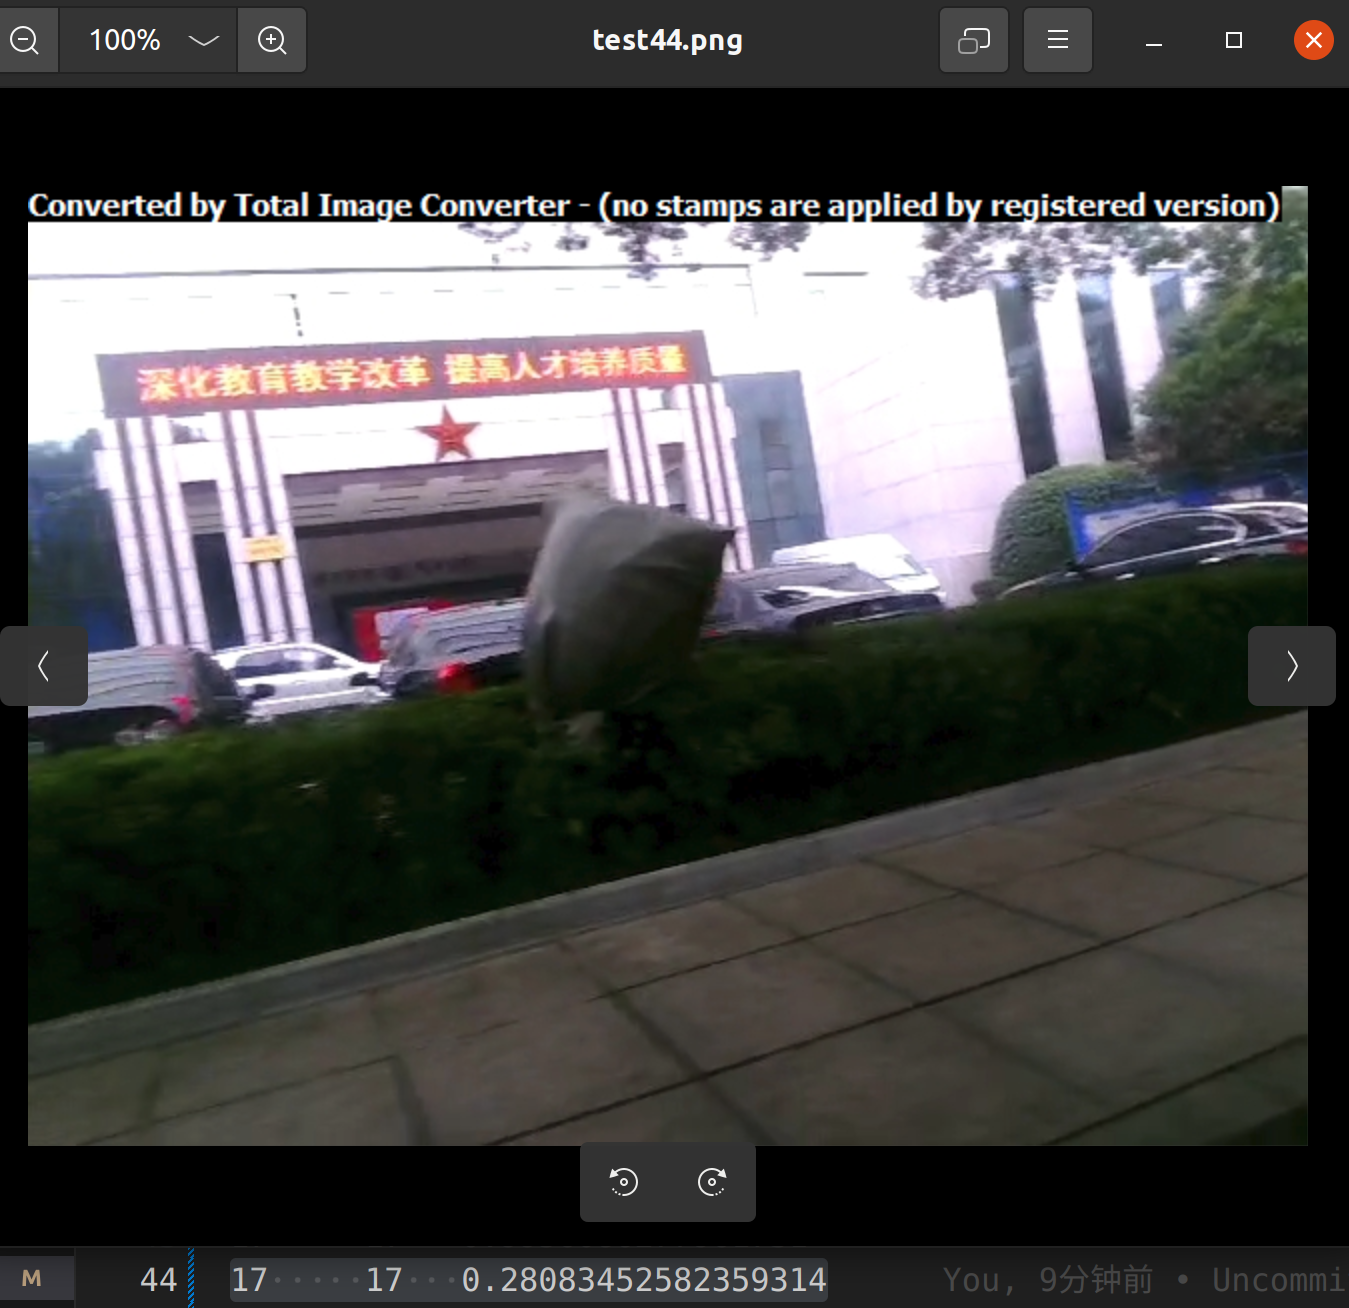 100%
test44.png
Converted by Total Image Converter - (no stamps are applied by registered version)
深化教育教学改革 提高人才培养质量
M 44 17·····17···0.28083452582359314 You, 9分钟前 • Uncommi